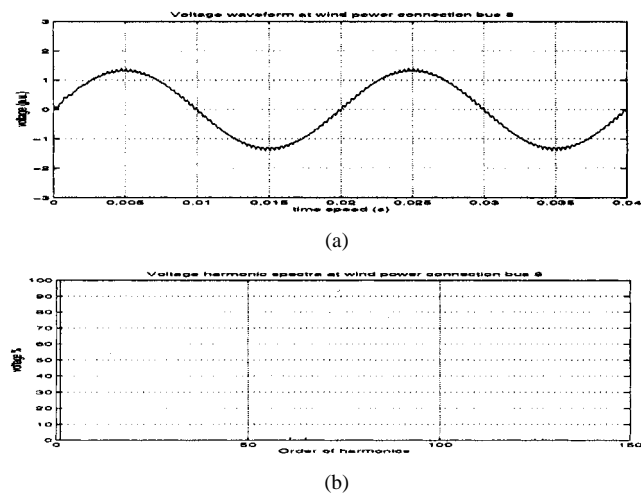 Voltage waveform at wind power connection bus 8
3
2
1
0
-1
-2
-3
voltage (p.u.)
0 0.005 0.01 0.015 0.02 0.025 0.03 0.035 0.04
time speed (s)
(a)
Voltage harmonic spectra at wind power connection bus 8
100
90
80
70
60
50
40
30
20
10
0
voltage %
0 50 100 150
Order of harmonics
(b)